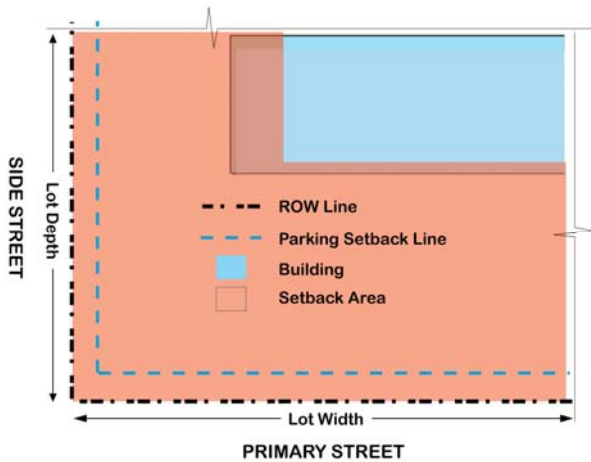 SIDE STREET
Lot Depth
ROW Line
Parking Setback Line
Building
Setback Area
Lot Width
PRIMARY STREET